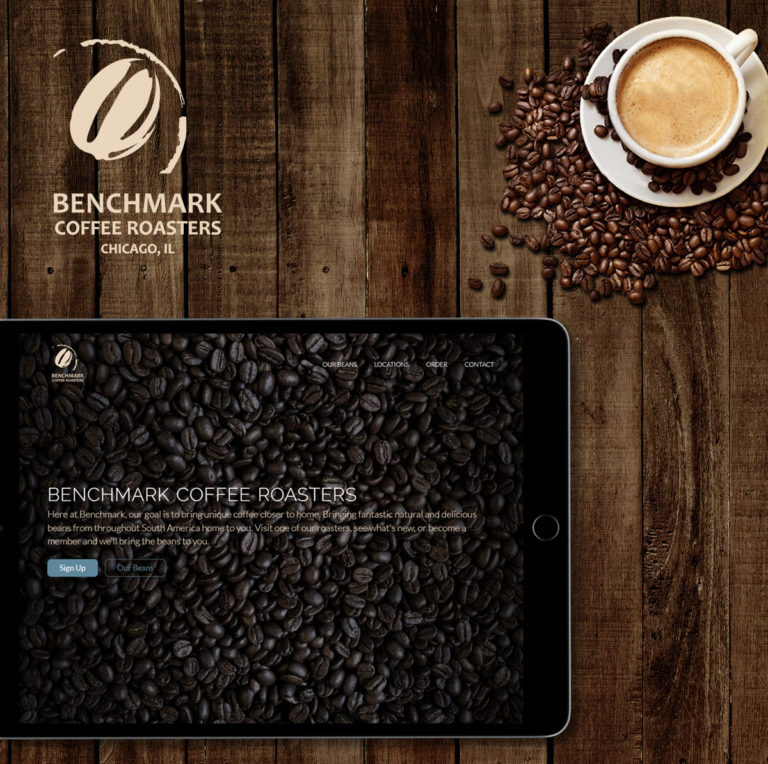 BENCHMARK
COFFEE ROASTERS
CHICAGO, IL
BENCHMARK
COFFEE ROASTERS
OUR BEANS LOCATIONS ORDER CONTACT
BENCHMARK COFFEE ROASTERS
Here at Benchmark, our goal is to bring unique coffee closer to home. Bringing fantastic natural and delicious
beans from throughout South America home to you. Visit one of our roasters, see what's new, or become a
member and we'll bring the beans to you.
Sign Up Our Beans